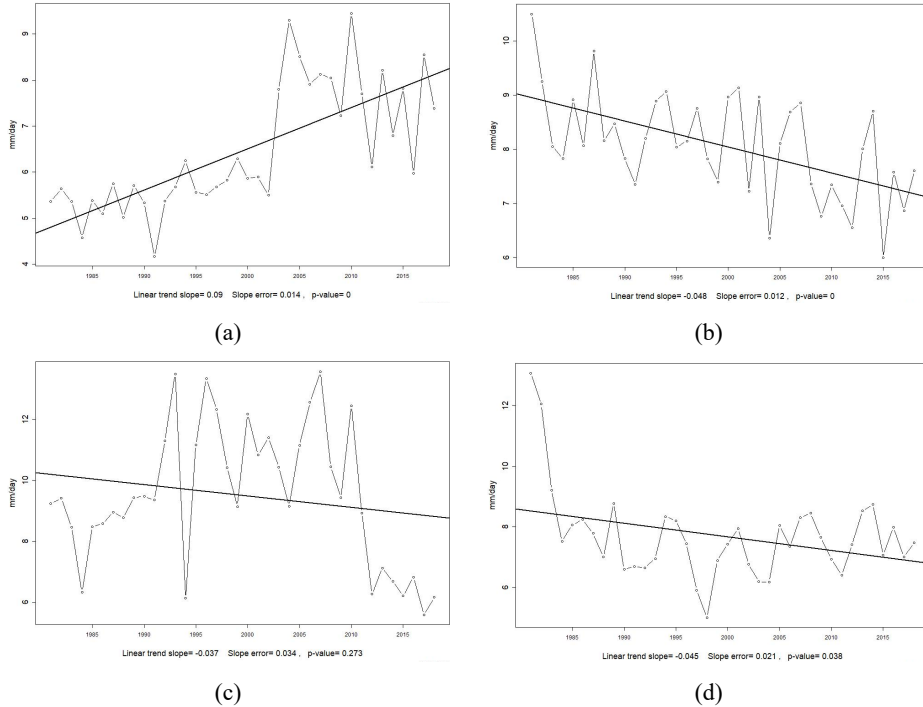 mm/day
9
8
7
6
5
4
1985 1990 1995 2000 2005 2010 2015
Linear trend slope= 0.09 Slope error= 0.014 , p-value= 0
(a)
mm/day
10
9
8
7
6
1985 1990 1995 2000 2005 2010 2015
Linear trend slope= -0.048 Slope error= 0.012 , p-value= 0
(b)
mm/day
12
10
8
6
1985 1990 1995 2000 2005 2010 2015
Linear trend slope= -0.037 Slope error= 0.034 , p-value= 0.273
(c)
mm/day
12
10
8
6
1985 1990 1995 2000 2005 2010 2015
Linear trend slope= -0.045 Slope error= 0.021 , p-value= 0.038
(d)